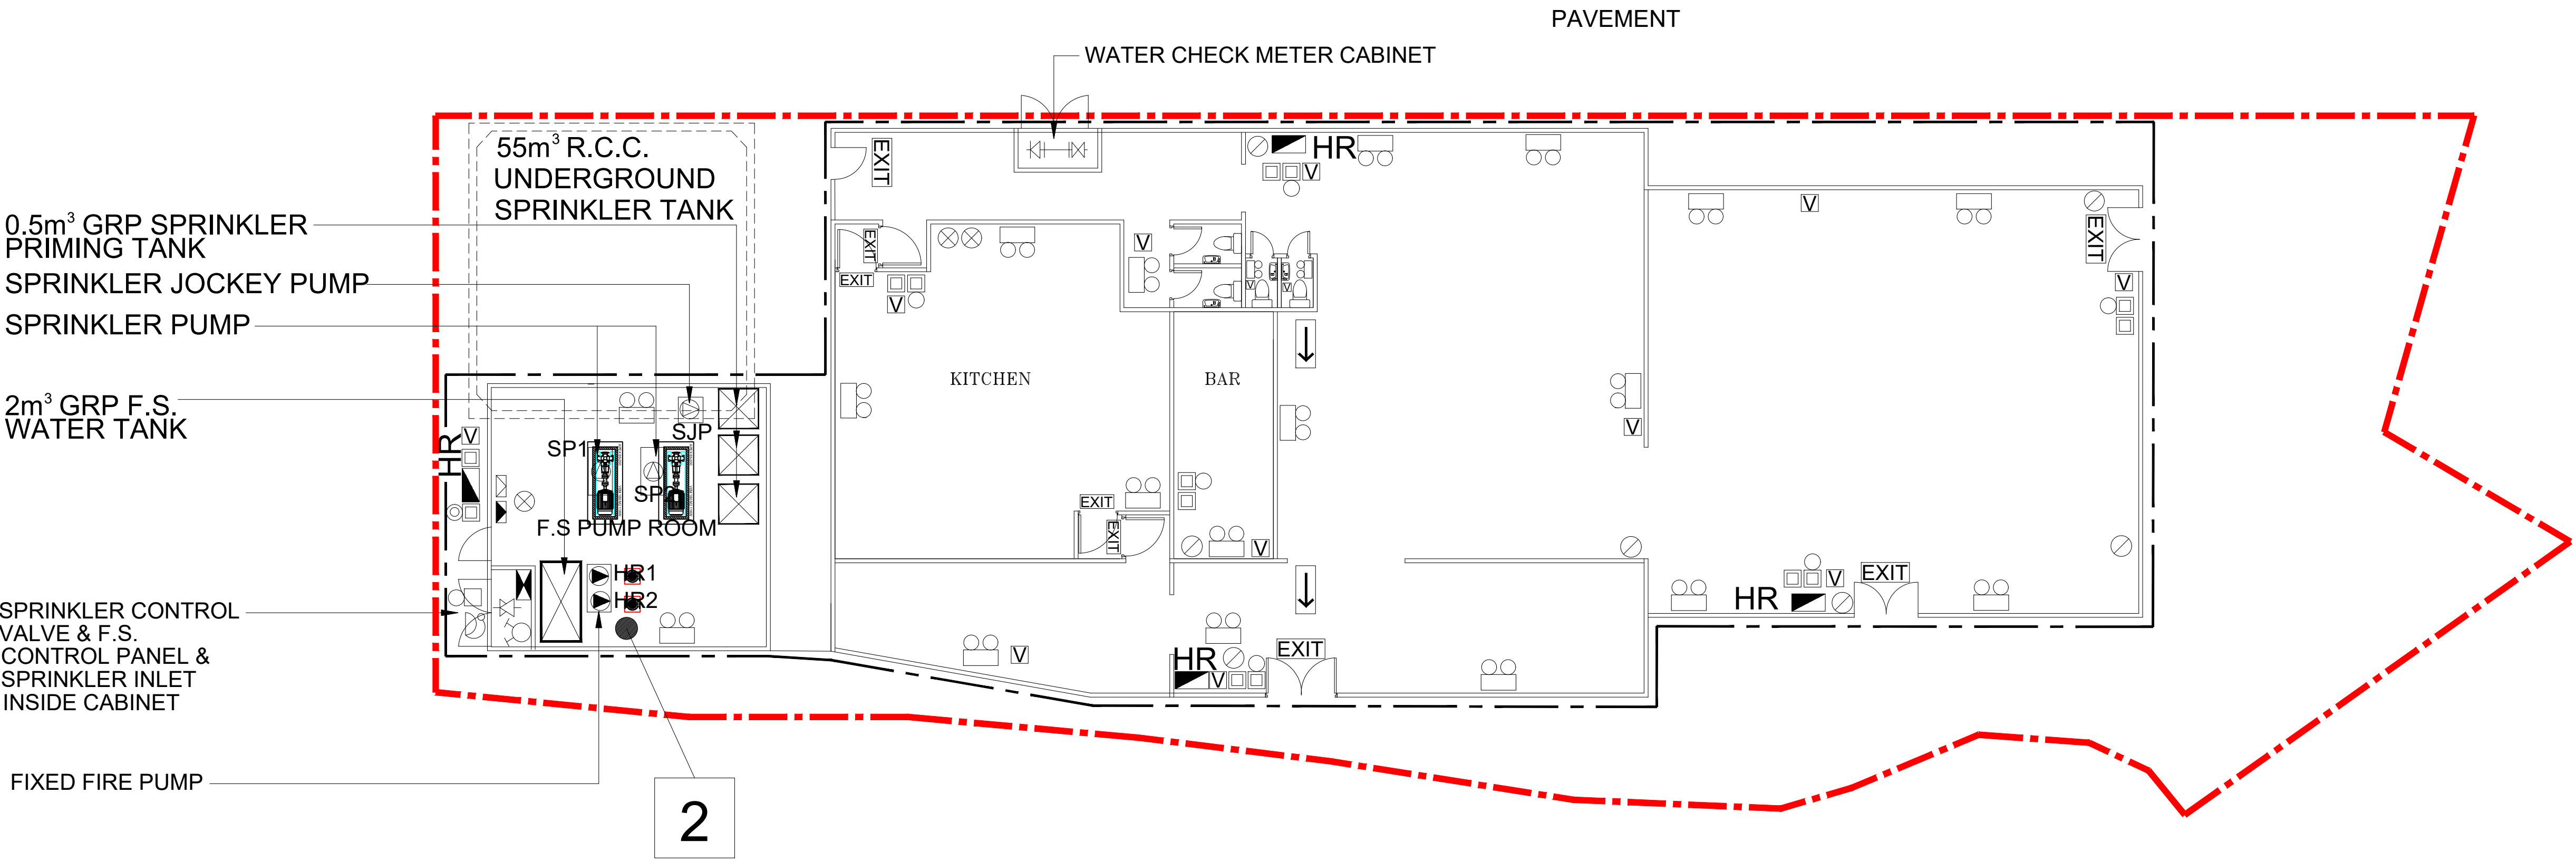 PAVEMENT
WATER CHECK METER CABINET
55m³ R.C.C.
UNDERGROUND
SPRINKLER TANK
0.5m³ GRP SPRINKLER
PRIMING TANK
SPRINKLER JOCKEY PUMP
SPRINKLER PUMP
2m³ GRP F.S.
WATER TANK
SPRINKLER CONTROL
VALVE & F.S.
CONTROL PANEL &
SPRINKLER INLET
INSIDE CABINET
FIXED FIRE PUMP
2
HR
V
SJP
SP1
SP2
F.S PUMP ROOM
HR1
HR2
EXIT
EXIT
EXIT
V
KITCHEN
EXIT
EXIT
V
V
V
BAR
V
HR
V
V
HR
V
EXIT
V
V
EXIT
V
HR
V
EXIT